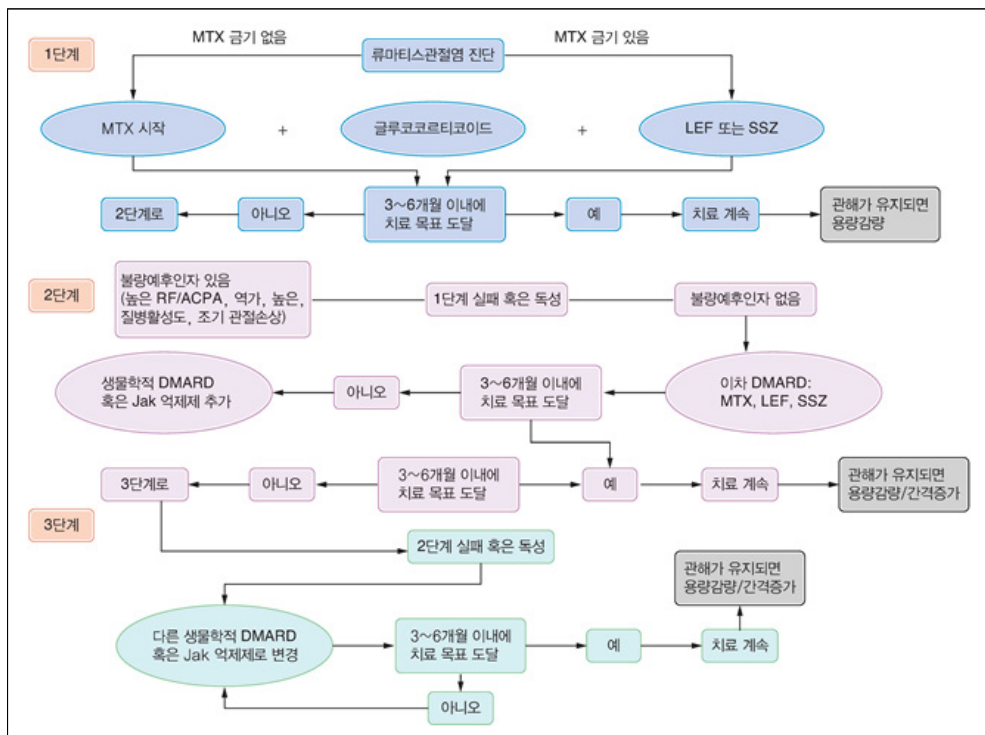 MTX 금기 없음
MTX 금기 있음
1단계
류마티스관절염 진단
MTX 시작
+
글루코코르티코이드
+
LEF 또는 SSZ
2단계로
아니오
3~6개월 이내에
치료 목표 도달
예
치료 계속
관해가 유지되면
용량감량
2단계
불량예후인자 있음
(높은 RF/ACPA, 역가, 높은,
질병활성도, 조기 관절손상)
1단계 실패 혹은 독성
불량예후인자 없음
생물학적 DMARD
혹은 Jak 억제제 추가
아니오
3~6개월 이내에
치료 목표 도달
이차 DMARD:
MTX, LEF, SSZ
3단계로
아니오
3~6개월 이내에
치료 목표 도달
예
치료 계속
관해가 유지되면
용량감량/간격증가
3단계
2단계 실패 혹은 독성
관해가 유지되면
용량감량/간격증가
다른 생물학적 DMARD
혹은 Jak 억제제로 변경
3~6개월 이내에
치료 목표 도달
예
치료 계속
아니오